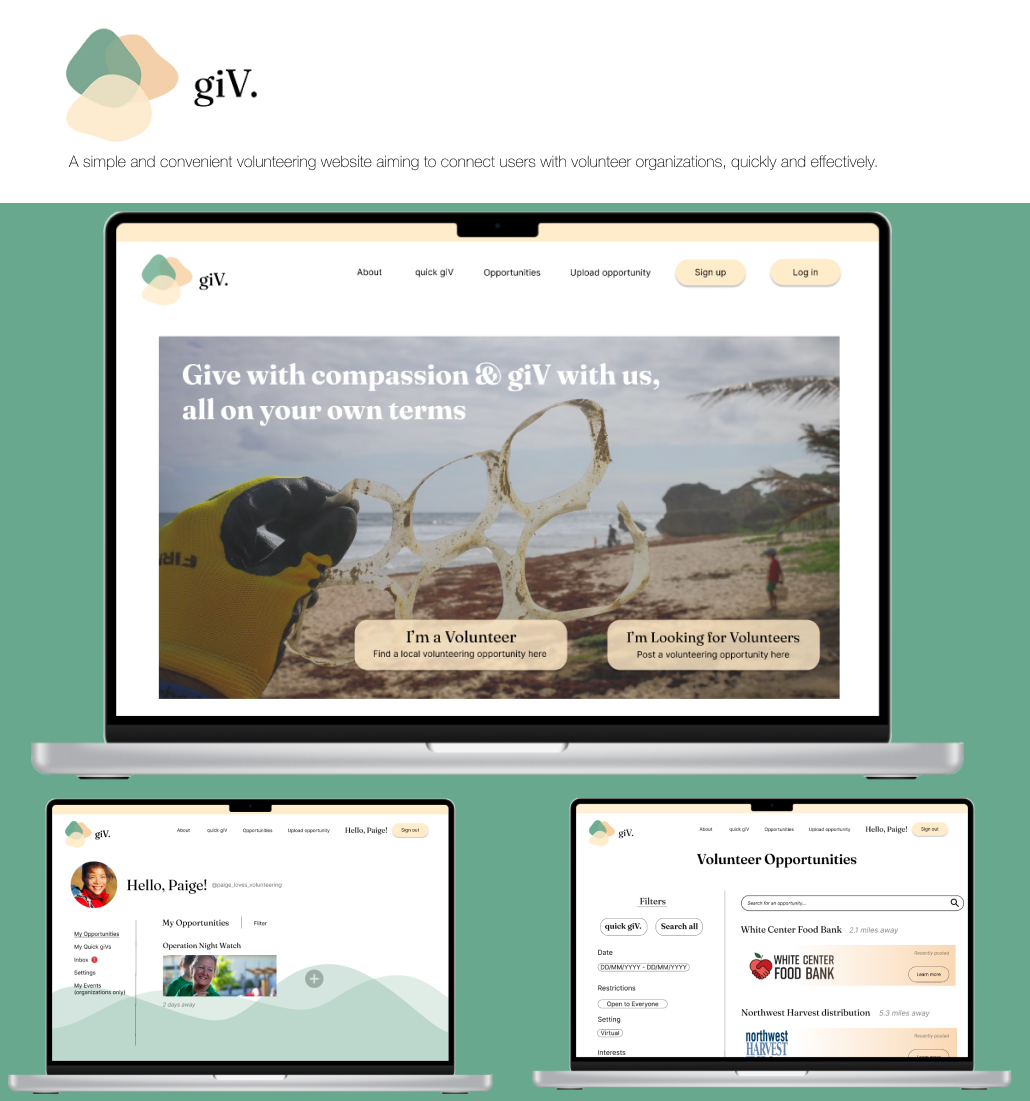 giV.
A simple and convenient volunteering website aiming to connect users with volunteer organizations, quickly and effectively.
giV.
About
quick giV
Opportunities
Upload opportunity
Sign up
Log in
Give with compassion & giV with us,
all on your own terms
FIRM
I'm a Volunteer
Find a local volunteering opportunity here
I'm Looking for Volunteers
Post a volunteering opportunity here
giV.
About
quick giV
Opportunities
Upload opportunity
Hello, Paige!
Sign out
Hello, Paige!
@paige_loves_volunteering
My Opportunities
Filter
My Opportunities
My Quick giVs
Inbox
Settings
My Events
(organizations only)
Operation Night Watch
2 days away
giV.
About
quick giV
Opportunities
Upload opportunity
Hello, Paige!
Sign out
Volunteer Opportunities
Filters
quick giV.
Search all
Date
DD/MM/YYYY - DD/MM/YYYY
Restrictions
Open to Everyone
Setting
Virtual
Interests
Search for an opportunity...
White Center Food Bank
2.1 miles away
WHITE CENTER
FOOD BANK
Recently posted
Learn more
Northwest Harvest distribution
5.3 miles away
northwest
HARVEST
Recently posted
Learn more